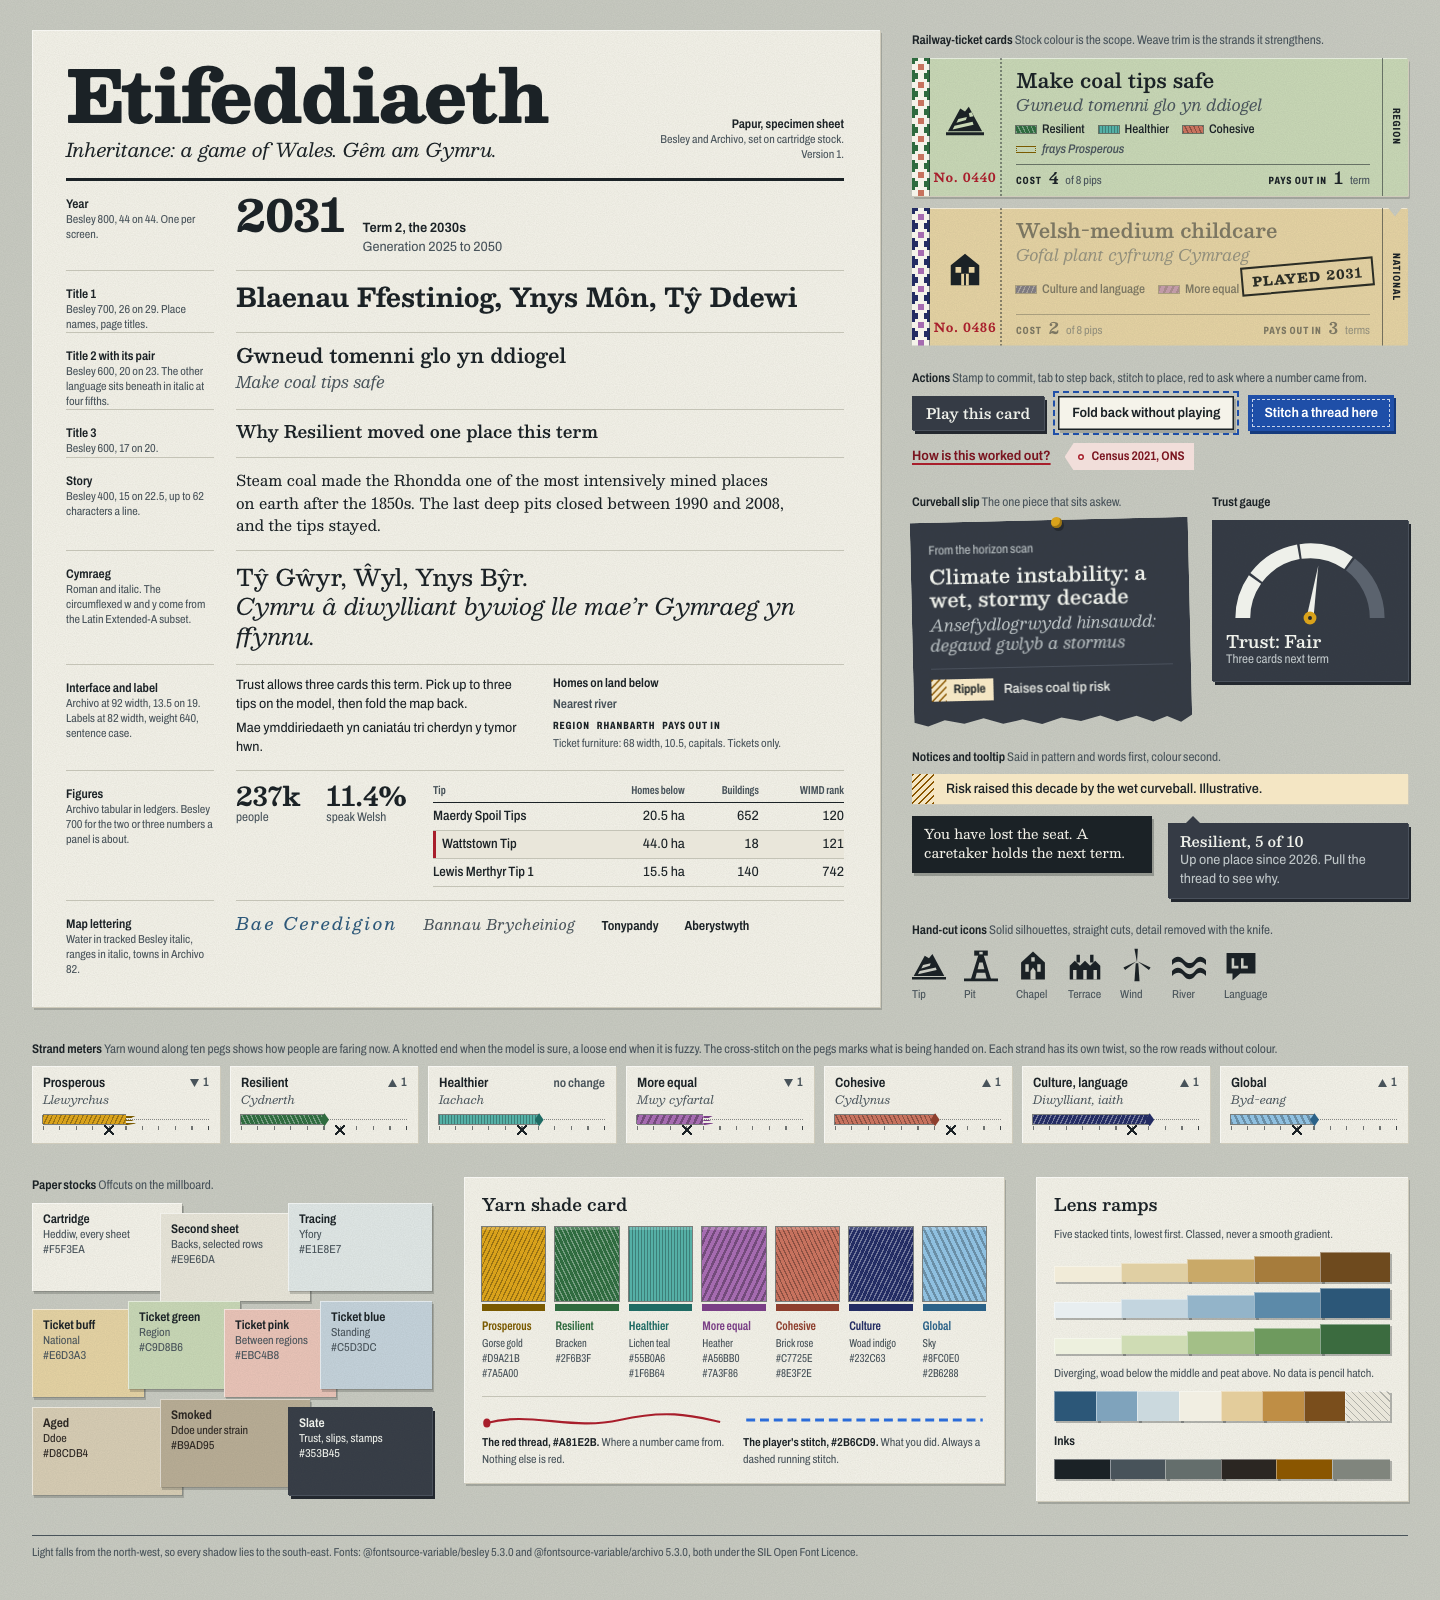 Etifeddiaeth
Inheritance: a game of Wales. Gêm am Gymru.
Papur, specimen sheet
Besley and Archivo, set on cartridge stock.
Version 1.
Year
Besley 800, 44 on 44. One per
screen.
2031
Term 2, the 2030s
Generation 2025 to 2050
Title 1
Besley 700, 26 on 29. Place
names, page titles.
Blaenau Ffestiniog, Ynys Môn, Tŷ Ddewi
Title 2 with its pair
Besley 600, 20 on 23. The other
language sits beneath in italic at
four fifths.
Gwneud tomenni glo yn ddiogel
Make coal tips safe
Title 3
Besley 600, 17 on 20.
Why Resilient moved one place this term
Story
Besley 400, 15 on 22.5, up to 62
characters a line.
Steam coal made the Rhondda one of the most intensively mined places
on earth after the 1850s. The last deep pits closed between 1990 and 2008,
and the tips stayed.
Cymraeg
Roman and italic. The
circumflexed w and y come from
the Latin Extended-A subset.
Tŷ Gŵyr, Ŵyl, Ynys Bŷr.
Cymru â diwylliant bywiog lle mae’r Gymraeg yn
ffynnu.
Interface and label
Archivo at 92 width, 13.5 on 19.
Labels at 82 width, weight 640,
sentence case.
Trust allows three cards this term. Pick up to three
tips on the model, then fold the map back.
Mae ymddiriedaeth yn caniatáu tri cherdyn y tymor
hwn.
Homes on land below
Nearest river
REGION RHANBARTH PAYS OUT IN
Ticket furniture: 68 width, 10.5, capitals. Tickets only.
Figures
Archivo tabular in ledgers. Besley
700 for the two or three numbers a
panel is about.
237k
people
11.4%
speak Welsh
Tip Homes below Buildings WIMD rank
Maerdy Spoil Tips 20.5 ha 652 120
Wattstown Tip 44.0 ha 18 121
Lewis Merthyr Tip 1 15.5 ha 140 742
Map lettering
Water in tracked Besley italic,
ranges in italic, towns in Archivo
82.
Bae Ceredigion Bannau Brycheiniog Tonypandy Aberystwyth
Railway-ticket cards Stock colour is the scope. Weave trim is the strands it strengthens.
No. 0440
Make coal tips safe
Gwneud tomenni glo yn ddiogel
Resilient Healthier Cohesive
frays Prosperous
COST 4 of 8 pips PAYS OUT IN 1 term
REGION
No. 0486
Welsh-medium childcare
Gofal plant cyfrwng Cymraeg
Culture and language More equal
PLAYED 2031
COST 2 of 8 pips PAYS OUT IN 3 terms
NATIONAL
Actions Stamp to commit, tab to step back, stitch to place, red to ask where a number came from.
Play this card
Fold back without playing
Stitch a thread here
How is this worked out?
Census 2021, ONS
Curveball slip The one piece that sits askew.
From the horizon scan
Climate instability: a
wet, stormy decade
Ansefydlogrwydd hinsawdd:
degawd gwlyb a stormus
Ripple Raises coal tip risk
Trust gauge
Trust: Fair
Three cards next term
Notices and tooltip Said in pattern and words first, colour second.
Risk raised this decade by the wet curveball. Illustrative.
You have lost the seat. A
caretaker holds the next term.
Resilient, 5 of 10
Up one place since 2026. Pull the
thread to see why.
Hand-cut icons Solid silhouettes, straight cuts, detail removed with the knife.
LL
Tip Pit Chapel Terrace Wind River Language
Strand meters Yarn wound along ten pegs shows how people are faring now. A knotted end when the model is sure, a loose end when it is fuzzy. The cross-stitch on the pegs marks what is being handed on. Each strand has its own twist, so the row reads without colour.
Prosperous ▼ 1
Llewyrchus
Resilient ▲ 1
Cydnerth
Healthier no change
Iachach
More equal ▼ 1
Mwy cyfartal
Cohesive ▲ 1
Cydlynus
Culture, language ▲ 1
Diwylliant, iaith
Global ▲ 1
Byd-eang
Paper stocks Offcuts on the millboard.
Cartridge
Heddiw, every sheet
#F5F3EA
Second sheet
Backs, selected rows
#E9E6DA
Tracing
Yfory
#E1E8E7
Ticket buff
National
#E6D3A3
Ticket green
Region
#C9D8B6
Ticket pink
Between regions
#EBC4B8
Ticket blue
Standing
#C5D3DC
Aged
Ddoe
#D8CDB4
Smoked
Ddoe under strain
#B9AD95
Slate
Trust, slips, stamps
#353B45
Yarn shade card
Prosperous
Gorse gold
#D9A21B
#7A5A00
Resilient
Bracken
#2F6B3F
Healthier
Lichen teal
#55B0A6
#1F6B64
More equal
Heather
#A56BB0
#7A3F86
Cohesive
Brick rose
#C7725E
#8E3F2E
Culture
Woad indigo
#232C63
Global
Sky
#8FC0E0
#2B6288
The red thread, #A81E2B. Where a number came from.
Nothing else is red.
The player's stitch, #2B6CD9. What you did. Always a
dashed running stitch.
Lens ramps
Five stacked tints, lowest first. Classed, never a smooth gradient.
Diverging, woad below the middle and peat above. No data is pencil hatch.
Inks
Light falls from the north-west, so every shadow lies to the south-east. Fonts: @fontsource-variable/besley 5.3.0 and @fontsource-variable/archivo 5.3.0, both under the SIL Open Font Licence.